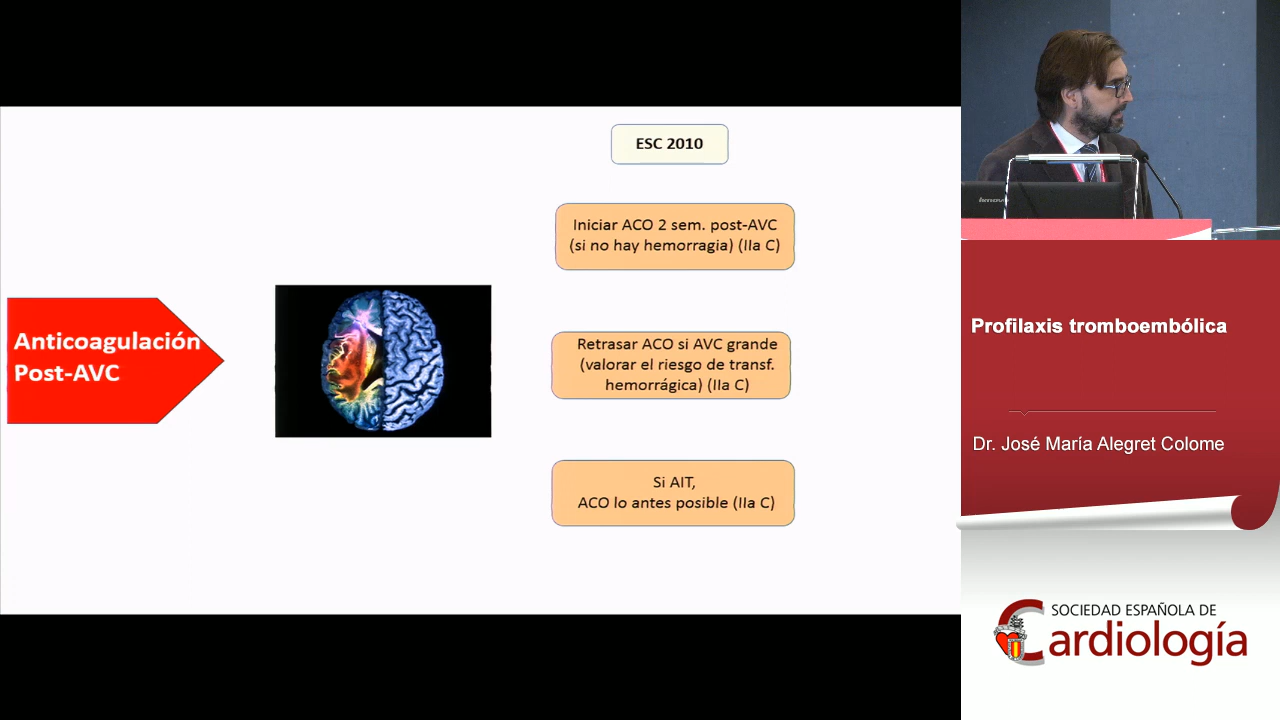 ESC 2010
Iniciar ACO 2 sem. post-AVC
(si no hay hemorragia) (IIa C)
Anticoagulación
Post-AVC
Retrasar ACO si AVC grande
(valorar el riesgo de transf.
hemorrágica) (IIa C)
Si AIT,
ACO lo antes posible (IIa C)
lenovo
Profilaxis tromboembólica
Dr. José María Alegret Colome
SOCIEDAD ESPAÑOLA DE
Cardiología